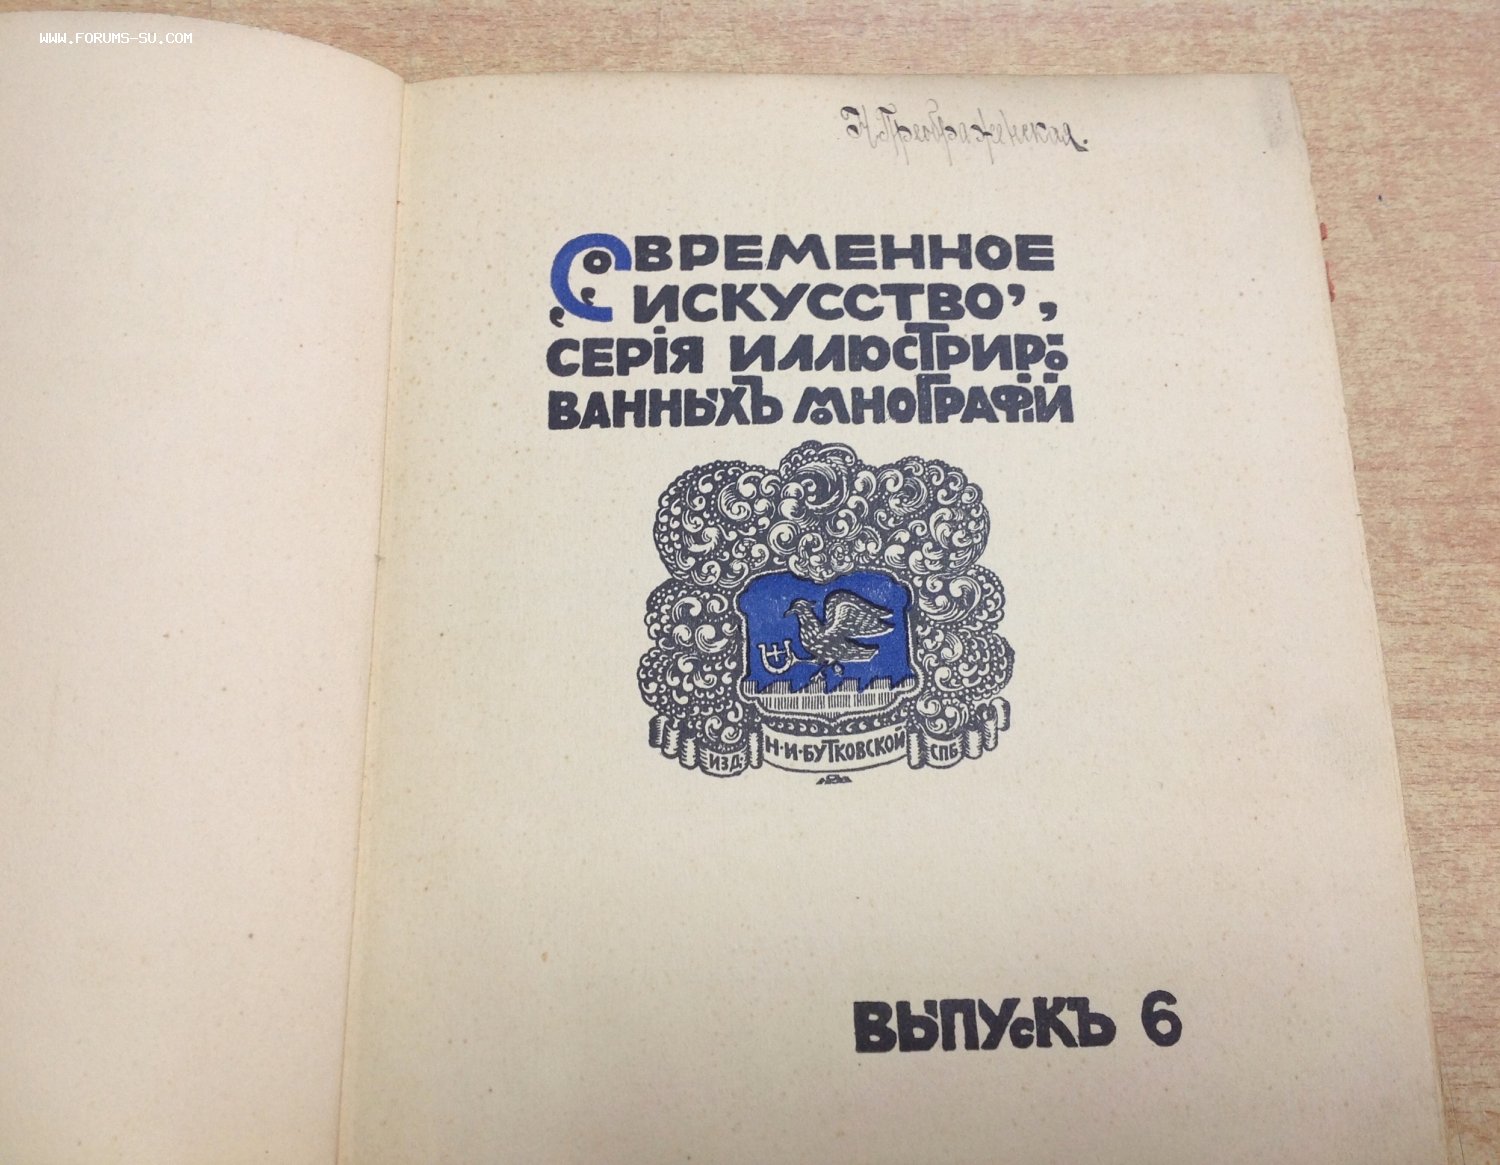 WWW.FORUMS-SU.COM
Н. Преображенская.
СОВРЕМЕННОЕ
„ИСКУССТВО’’,
СЕРІЯ ИЛЛЮСТРИРО-
ВАННЫХЪ МОНОГРАФІЙ
ИЗД: Н·И·БУТКОВСКОЙ СПБ
ВЫПУСКЪ 6